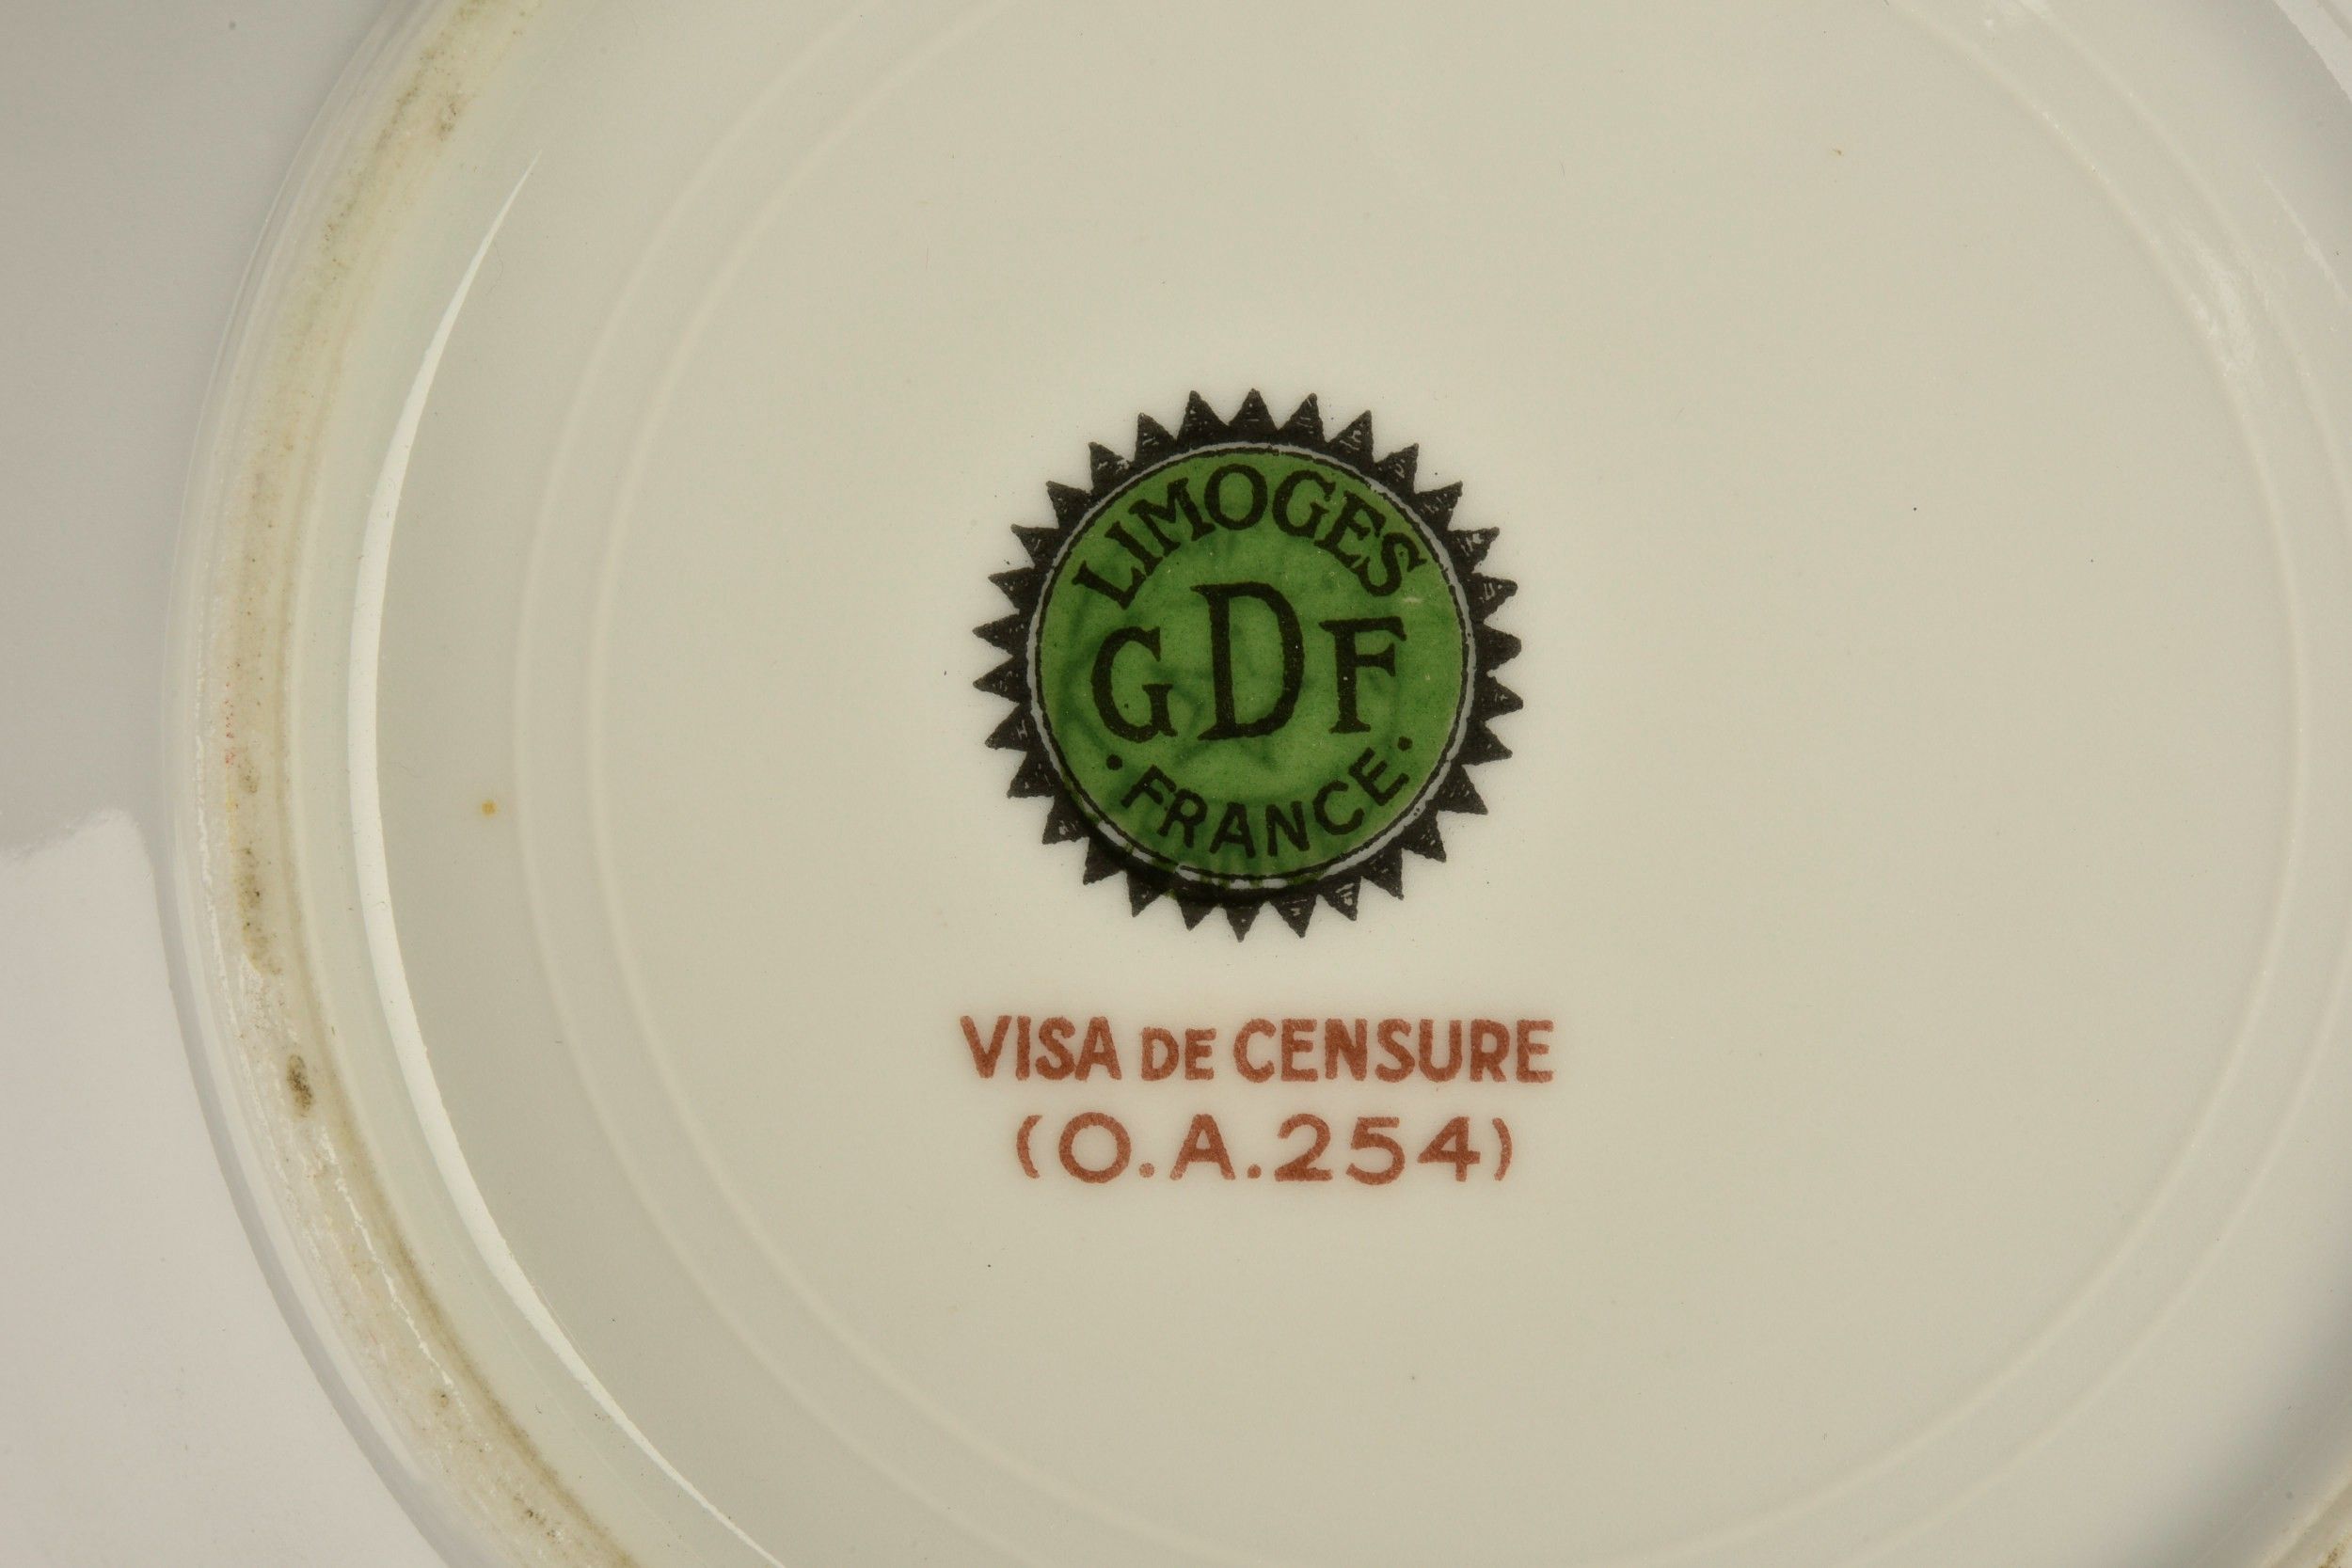 LIMOGES
GDF
· FRANCE ·
VISA DE CENSURE
(O.A.254)